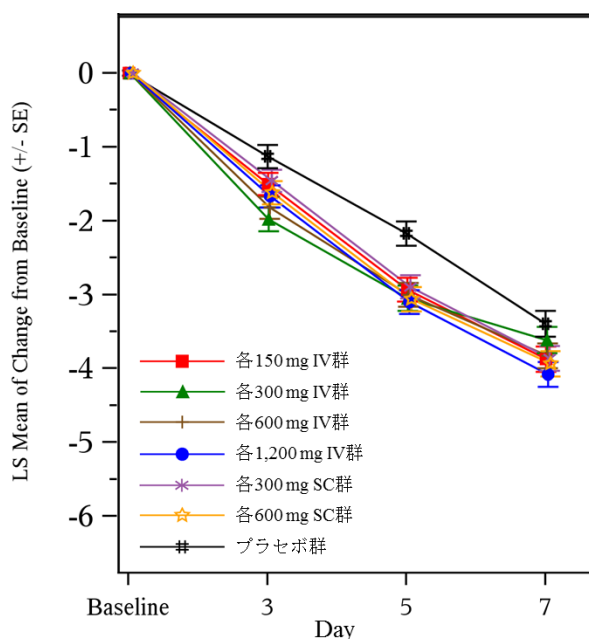 LS Mean of Change from Baseline (+/- SE)
0
-1
-2
-3
-4
-5
-6
各150 mg IV群
各300 mg IV群
各600 mg IV群
各1,200 mg IV群
各300 mg SC群
各600 mg SC群
プラセボ群
Baseline 3 5 7
Day